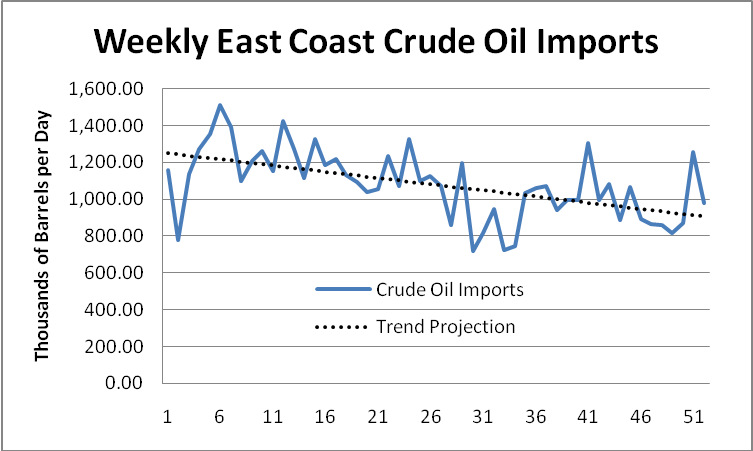 Weekly East Coast Crude Oil Imports
Thousands of Barrels per Day
1,600.00
1,400.00
1,200.00
1,000.00
800.00
600.00
400.00
200.00
0.00
Crude Oil Imports
Trend Projection
1 6 11 16 21 26 31 36 41 46 51